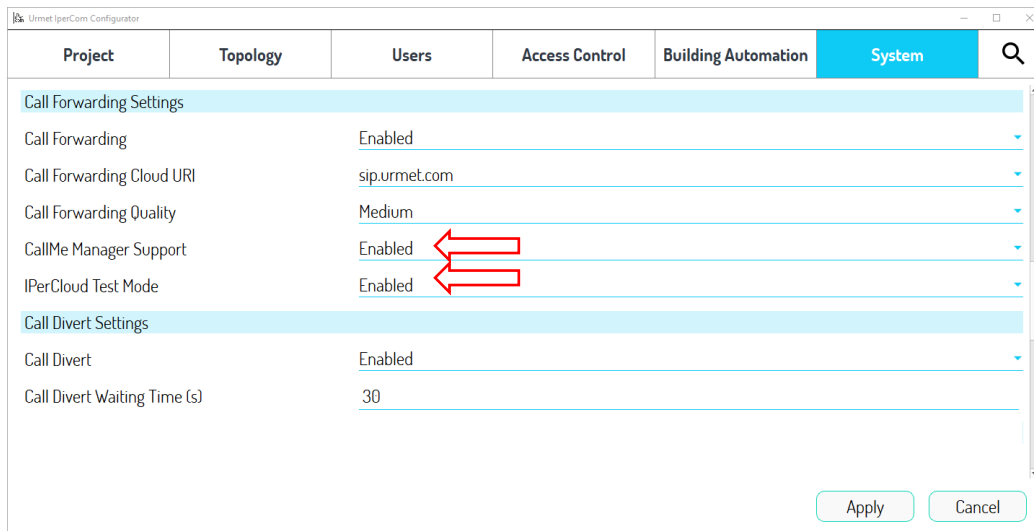 Urmet IperCom Configurator
Project Topology Users Access Control Building Automation System
Call Forwarding Settings
Call Forwarding Enabled
Call Forwarding Cloud URI sip.urmet.com
Call Forwarding Quality Medium
CallMe Manager Support Enabled
IPerCloud Test Mode Enabled
Call Divert Settings
Call Divert Enabled
Call Divert Waiting Time (s) 30
Apply Cancel